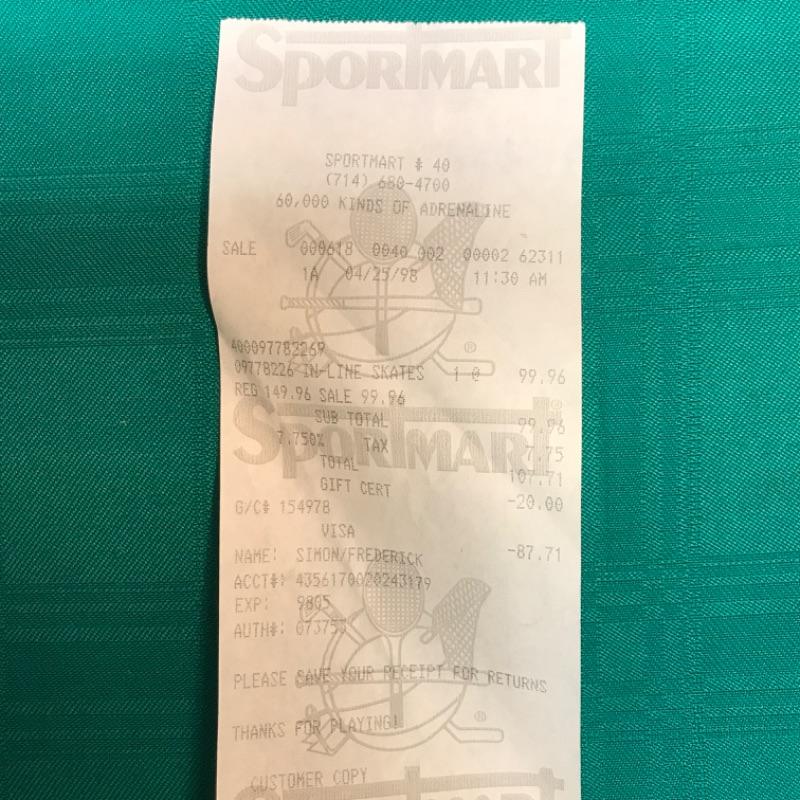 SPORTMART
SPORTMART # 40
(714) 680-4700
60,000 KINDS OF ADRENALINE
SALE 000618 0040 002 00002 62311
1A 04/25/98 11:30 AM
®
400097782269
09778226 IN-LINE SKATES 1 @ 99.96
REG 149.96 SALE 99.96
SPORTMART®
SUB TOTAL 99.96
7.750% TAX 7.75
TOTAL 107.71
GIFT CERT -20.00
G/C# 154978
VISA -87.71
NAME: SIMON/FREDERICK
ACCT#: 4356170020243179
EXP: 9805
AUTH#: 073753
PLEASE SAVE YOUR RECEIPT FOR RETURNS
®
THANKS FOR PLAYING!
CUSTOMER COPY
SPORTMART